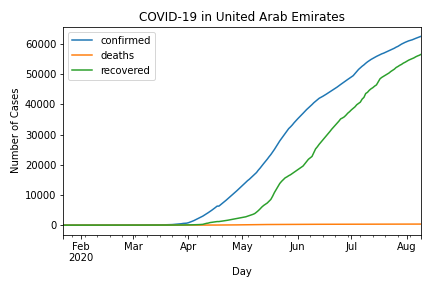 COVID-19 in United Arab Emirates
confirmed
deaths
recovered
Number of Cases
60000
50000
40000
30000
20000
10000
0
Feb Mar Apr May Jun Jul Aug
2020
Day